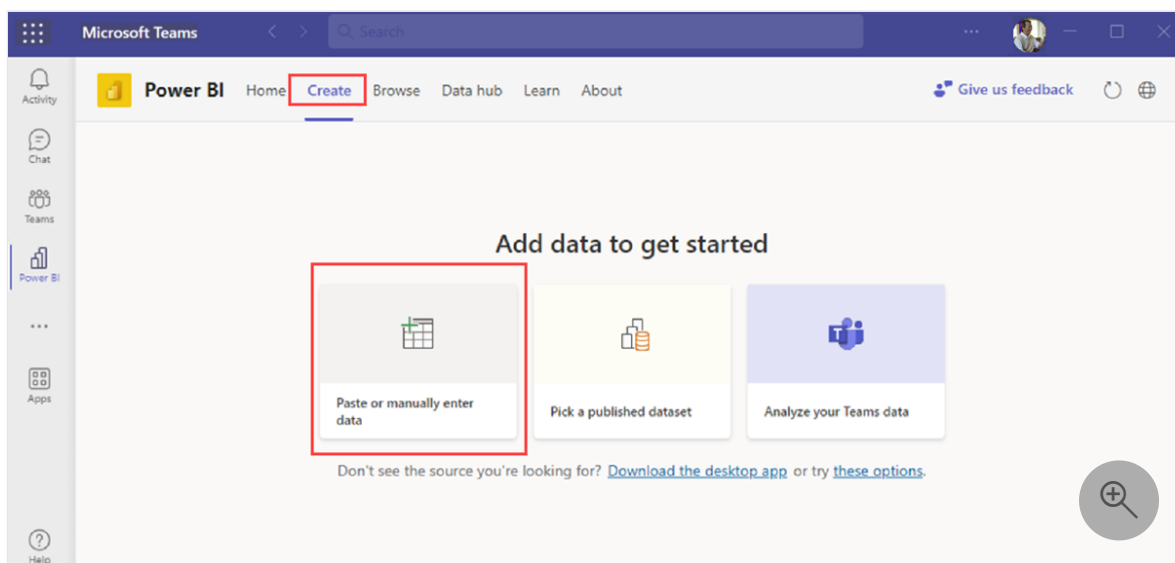 Microsoft Teams
Search
Activity
Chat
Teams
Power BI
Apps
Help
Power BI Home Create Browse Data hub Learn About Give us feedback
Add data to get started
Paste or manually enter
data
Pick a published dataset
Analyze your Teams data
Don't see the source you're looking for? Download the desktop app or try these options.